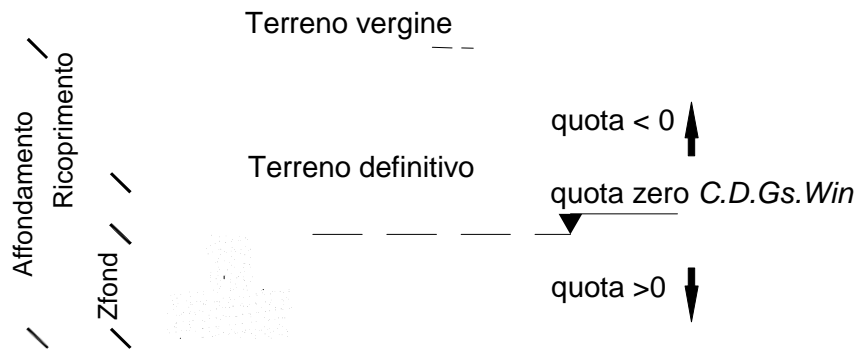 Terreno vergine
Affondamento
Ricoprimento
quota < 0
Terreno definitivo
quota zero C.D.Gs.Win
Zfond
quota >0